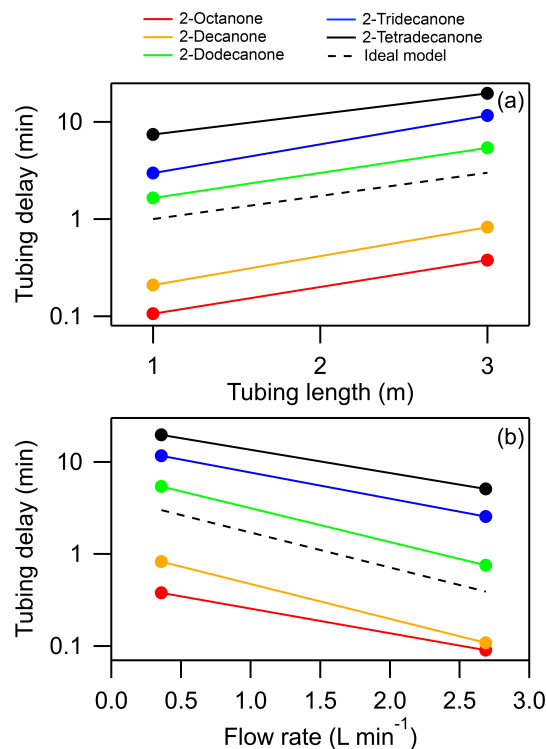 2-Octanone
2-Tridecanone
2-Decanone
2-Tetradecanone
2-Dodecanone
Ideal model
(a)
10
1
0.1
Tubing delay (min)
1
2
3
Tubing length (m)
(b)
10
1
0.1
Tubing delay (min)
0.0
0.5
1.0
1.5
2.0
2.5
3.0
Flow rate (L min⁻¹)